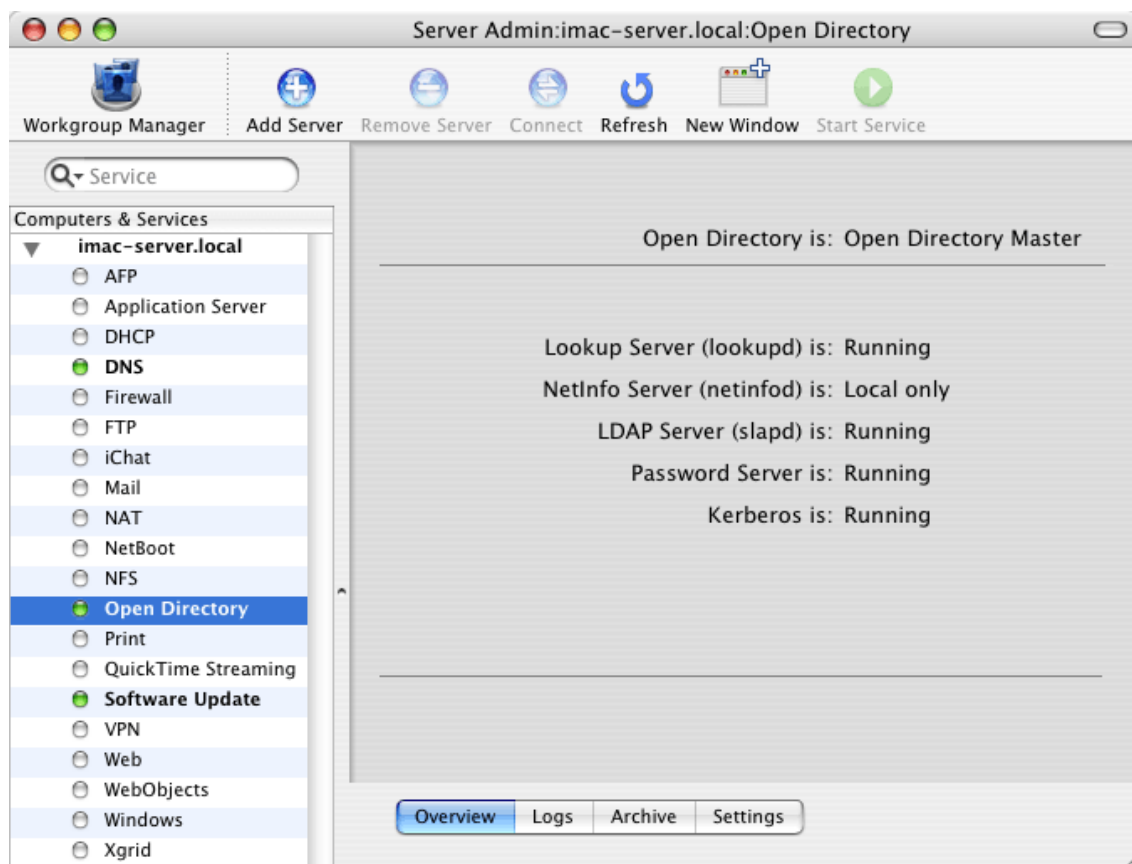 Server Admin:imac-server.local:Open Directory
Workgroup Manager Add Server Remove Server Connect Refresh New Window Start Service
Service
Computers & Services
imac-server.local
AFP
Application Server
DHCP
DNS
Firewall
FTP
iChat
Mail
NAT
NetBoot
NFS
Open Directory
Print
QuickTime Streaming
Software Update
VPN
Web
WebObjects
Windows
Xgrid
Open Directory is: Open Directory Master
Lookup Server (lookupd) is: Running
NetInfo Server (netinfod) is: Local only
LDAP Server (slapd) is: Running
Password Server is: Running
Kerberos is: Running
Overview Logs Archive Settings